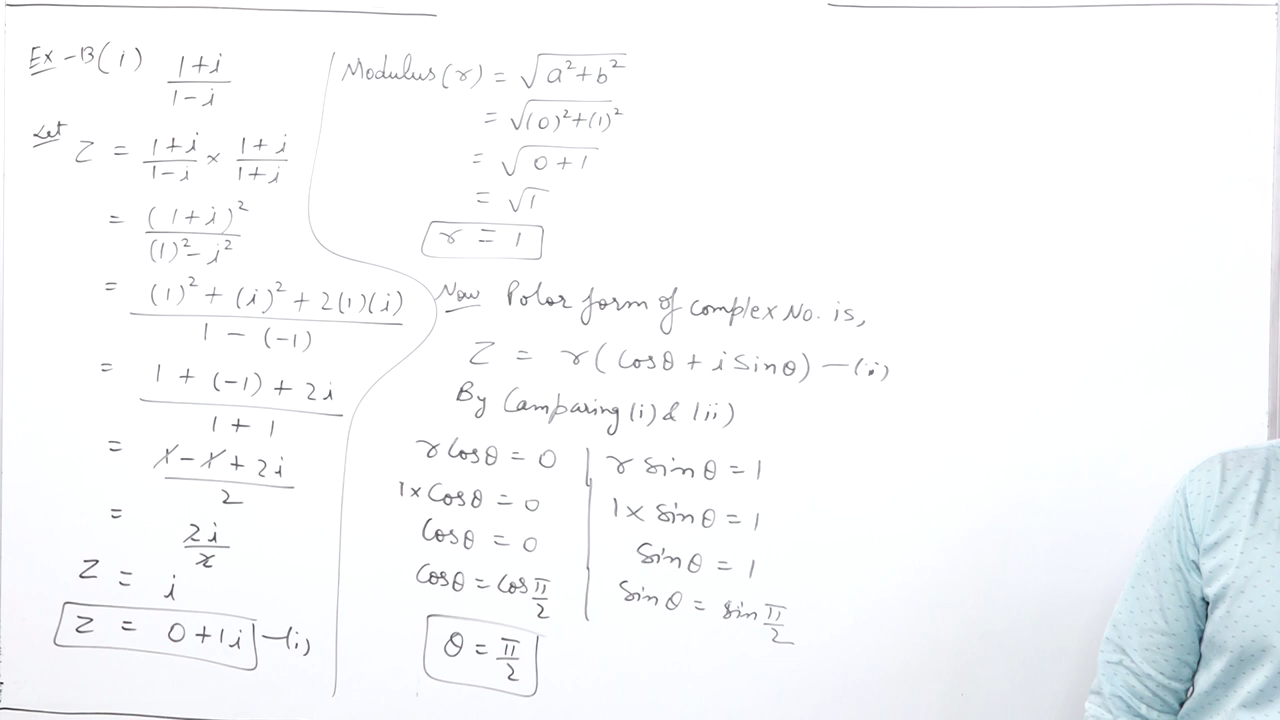 Ex-13(i) (1+i)/(1-i)
Let Z = (1+i)/(1-i) × (1+i)/(1+i)
= (1+i)²/((1)²-i²)
= ((1)²+(i)²+2(1)(i))/(1-(-1))
= (1+(-1)+2i)/(1+1)
= (1-1+2i)/2
= 2i/2
Z = i
Z = 0+1i -(i)
Modulus(r) = √(a²+b²)
= √((0)²+(1)²)
= √(0+1)
= √1
r = 1
Now Polar form of complex No. is,
Z = r(Cosθ + i Sinθ) -(ii)
By Camparing (i) & (ii)
r Cosθ = 0
1×Cosθ = 0
Cosθ = 0
Cosθ = Cos π/2
θ = π/2
r sinθ = 1
1× Sinθ = 1
Sinθ = 1
Sinθ = sin π/2